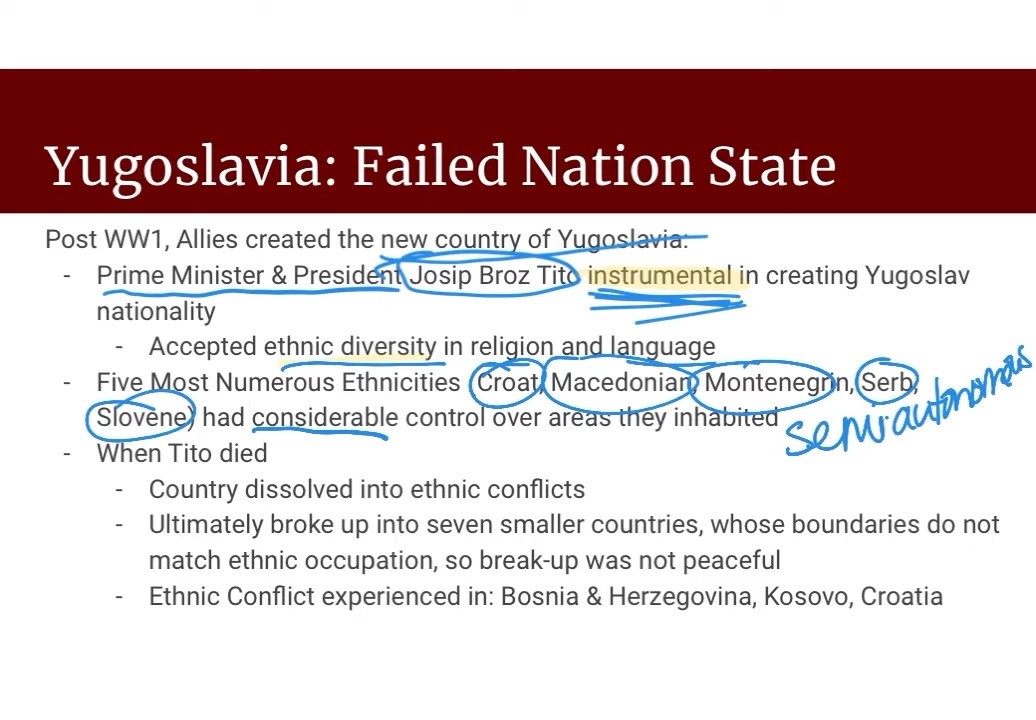 Yugoslavia: Failed Nation State
Post WW1, Allies created the new country of Yugoslavia:
- Prime Minister & President Josip Broz Tito instrumental in creating Yugoslav
nationality
- Accepted ethnic diversity in religion and language
- Five Most Numerous Ethnicities (Croat, Macedonian, Montenegrin, Serb,
Slovene) had considerable control over areas they inhabited
semi-autonomous
- When Tito died
- Country dissolved into ethnic conflicts
- Ultimately broke up into seven smaller countries, whose boundaries do not
match ethnic occupation, so break-up was not peaceful
- Ethnic Conflict experienced in: Bosnia & Herzegovina, Kosovo, Croatia